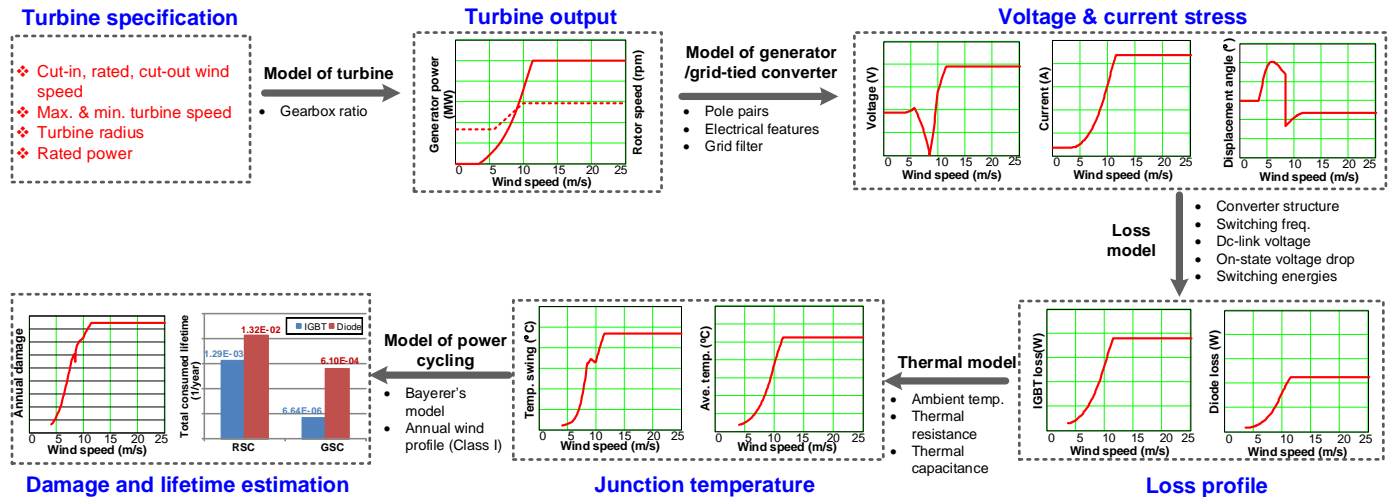 Turbine specification
❖ Cut-in, rated, cut-out wind
speed
❖ Max. & min. turbine speed
❖ Turbine radius
❖ Rated power
Model of turbine
• Gearbox ratio
Turbine output
Generator power
(MW)
Rotor speed (rpm)
0 5 10 15 20 25
Wind speed (m/s)
Model of generator
/grid-tied converter
• Pole pairs
• Electrical features
• Grid filter
Voltage & current stress
Voltage (V)
0 5 10 15 20 25
Wind speed (m/s)
Current (A)
0 5 10 15 20 25
Wind speed (m/s)
Displacement angle (°)
0 5 10 15 20 25
Wind speed (m/s)
Loss
model
• Converter structure
• Switching freq.
• Dc-link voltage
• On-state voltage drop
• Switching energies
Annual damage
0 5 10 15 20 25
Wind speed (m/s)
Total consumed lifetime
(1/year)
IGBT Diode
1.29E-03
1.32E-02
6.64E-06
6.10E-04
RSC GSC
Damage and lifetime estimation
Model of power
cycling
• Bayerer's
model
• Annual wind
profile (Class I)
Temp. swing (°C)
0 5 10 15 20 25
Wind speed (m/s)
Ave. temp. (°C)
0 5 10 15 20 25
Wind speed (m/s)
Junction temperature
Thermal model
• Ambient temp.
• Thermal
resistance
• Thermal
capacitance
IGBT loss(W)
0 5 10 15 20 25
Wind speed (m/s)
Diode loss (W)
0 5 10 15 20 25
Wind speed (m/s)
Loss profile